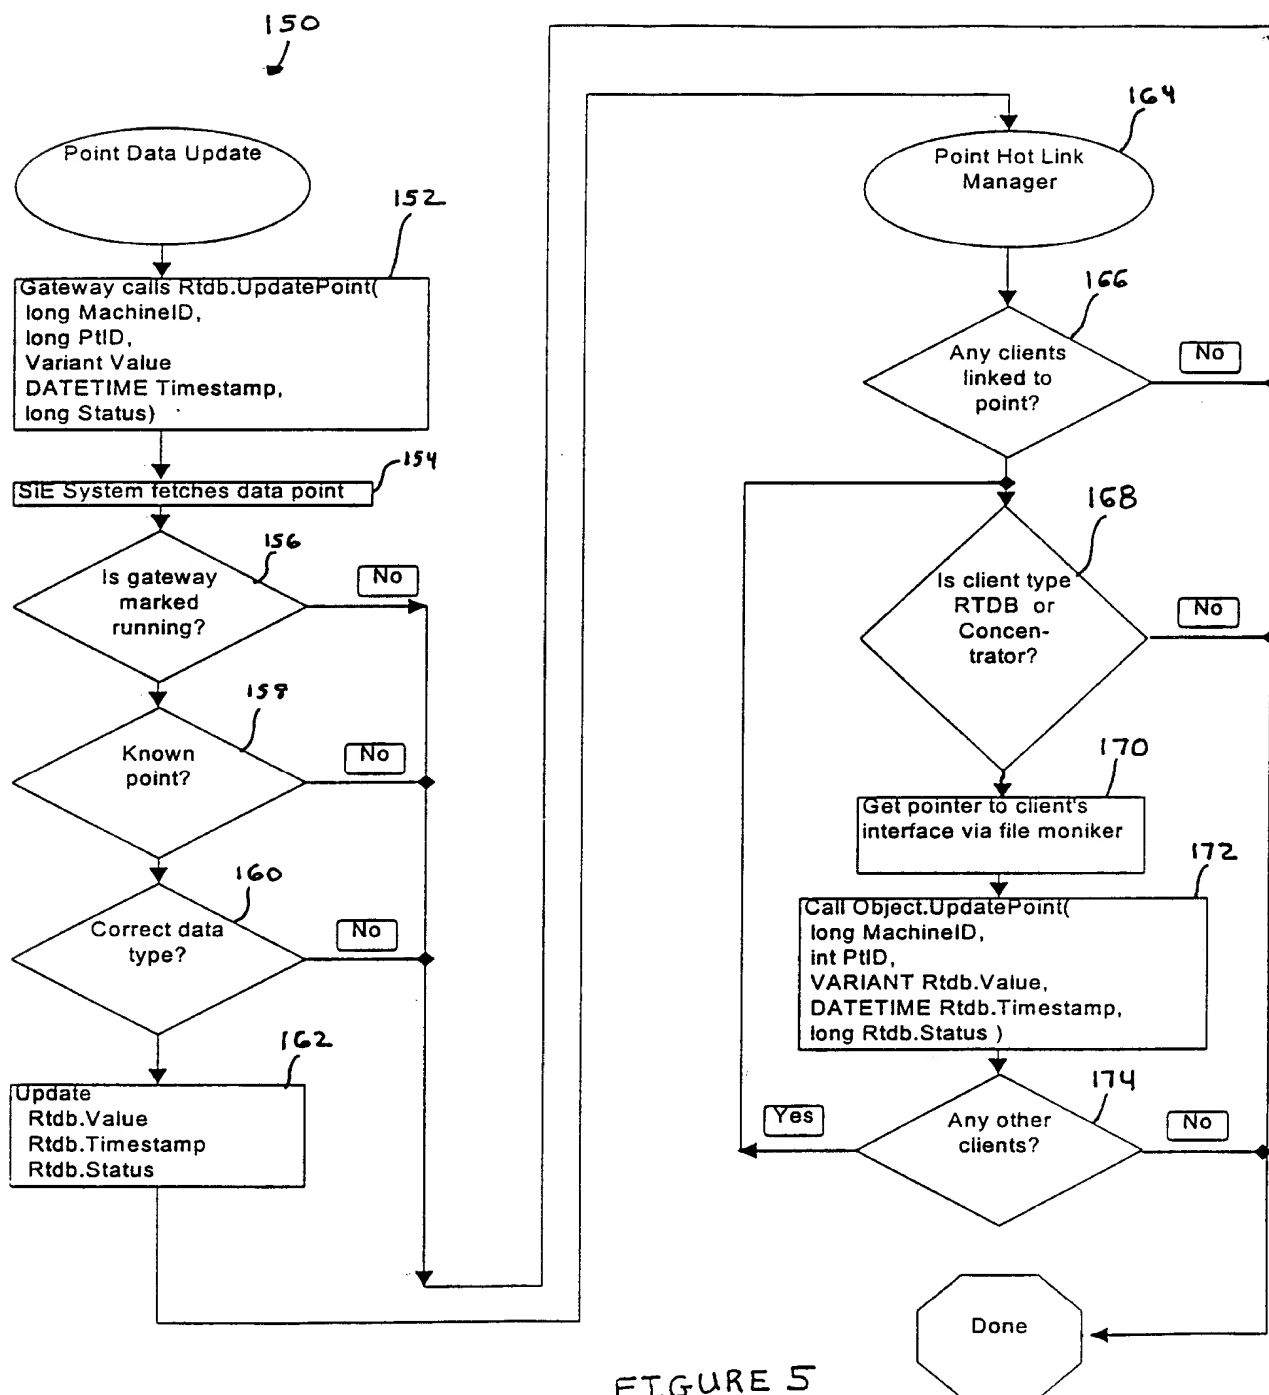 150
Point Data Update
152
Gateway calls Rtdb.UpdatePoint(
long MachineID,
long PtID,
Variant Value
DATETIME Timestamp,
long Status)
154
SIE System fetches data point
156
Is gateway
marked
running?
No
158
Known
point?
No
160
Correct data
type?
No
162
Update
Rtdb.Value
Rtdb.Timestamp
Rtdb.Status
164
Point Hot Link
Manager
166
Any clients
linked to
point?
No
168
Is client type
RTDB or
Concen-
trator?
No
170
Get pointer to client's
interface via file moniker
172
Call Object.UpdatePoint(
long MachineID,
int PtID,
VARIANT Rtdb.Value,
DATETIME Rtdb.Timestamp,
long Rtdb.Status )
174
Any other
clients?
Yes
No
Done
FIGURE 5